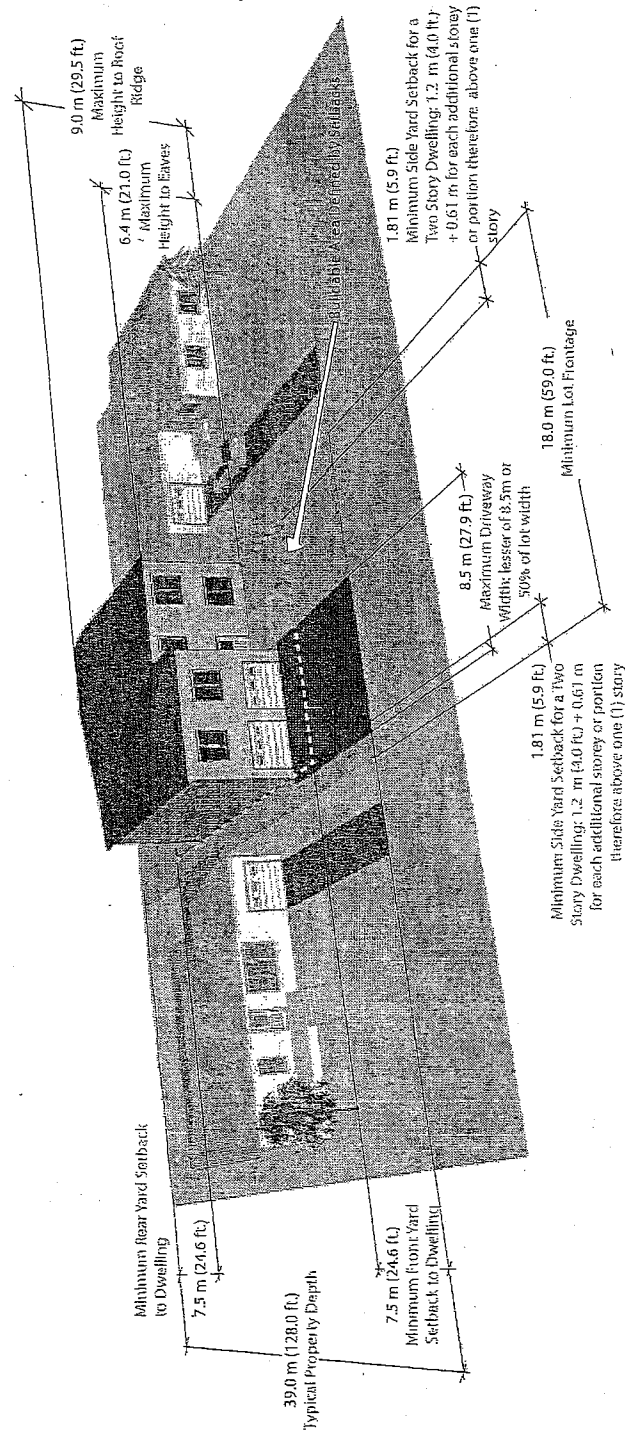 Minimum Rear Yard Setback
to Dwelling
7.5 m (24.6 ft.)
39.0 m (128.0 ft.)
Typical Property Depth
7.5 m (24.6 ft.)
Minimum Front Yard
Setback to Dwelling
9.0 m (29.5 ft.)
Maximum
Height to Roof
Ridge
6.4 m (21.0 ft.)
Maximum
Height to Eaves
Buildable Area Defined by Setbacks
1.81 m (5.9 ft.)
Minimum Side Yard Setback for a
Two Story Dwelling: 1.2 m (4.0 ft.)
+ 0.61 m for each additional storey
or portion therefore above one (1)
story
18.0 m (59.0 ft.)
Minimum Lot Frontage
8.5 m (27.9 ft.)
Maximum Driveway
Width: lesser of 8.5m or
50% of lot width
1.81 m (5.9 ft.)
Minimum Side Yard Setback for a Two
Story Dwelling: 1.2 m (4.0 ft.) + 0.61 m
for each additional storey or portion
therefore above one (1) story